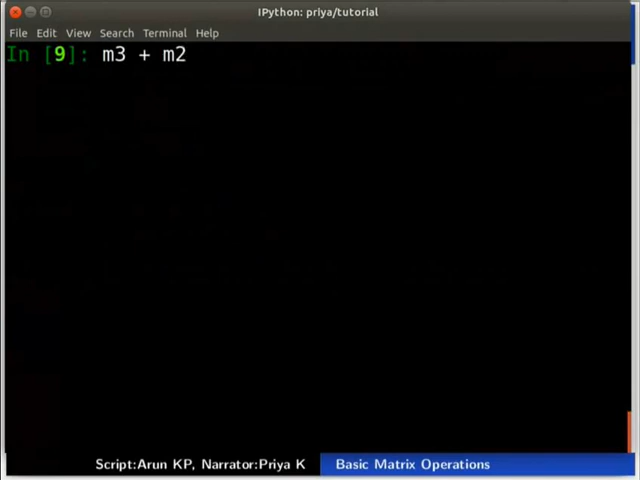 IPython: priya/tutorial
File Edit View Search Terminal Help
In [9]: m3 + m2
Script:Arun KP, Narrator:Priya K Basic Matrix Operations